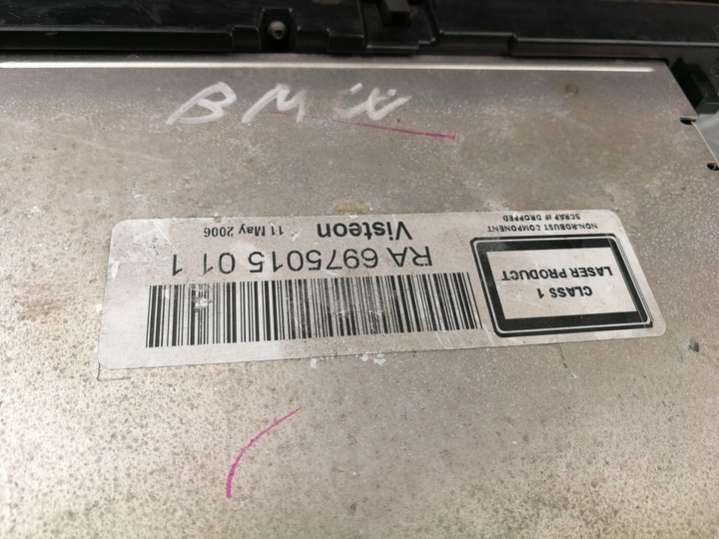 BMW
CLASS 1
LASER PRODUCT
NON-ROBUST COMPONENT
SCRAP IF DROPPED
RA 6975015 01 1
Visteon
11 May 2006